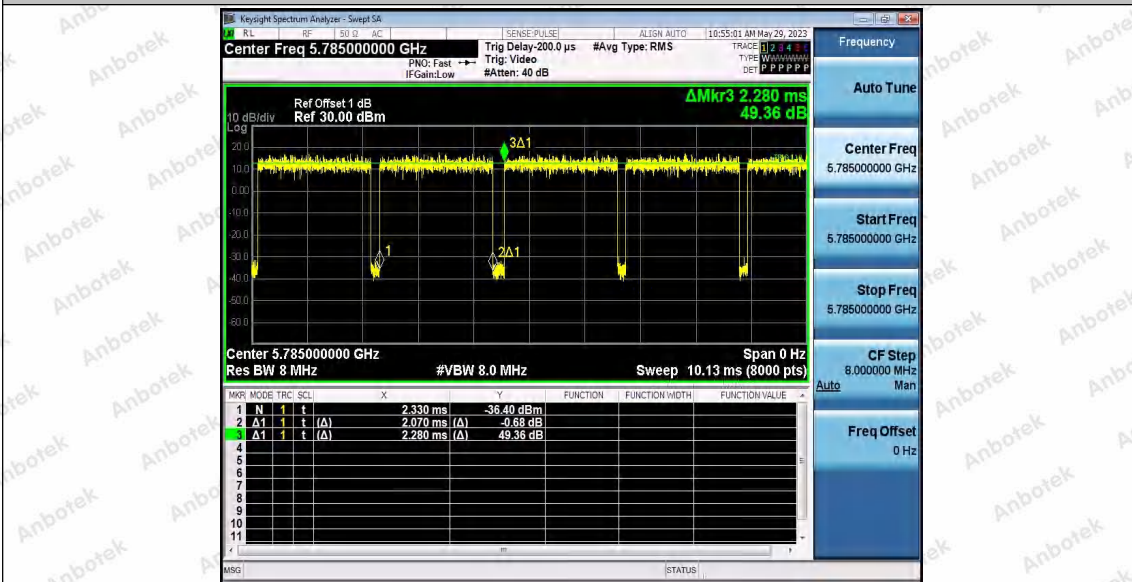 Keysight Spectrum Analyzer - Swept SA
RL RF 50 Ω AC SENSE:PULSE ALIGN AUTO 10:55:01 AM May 29, 2023
Center Freq 5.785000000 GHz
PNO: Fast
IFGain:Low
Trig Delay-200.0 µs #Avg Type: RMS
Trig: Video
#Atten: 40 dB
TRACE 1 2 3 4 5 6
TYPE WWWWWW
DET P P P P P P
ΔMkr3 2.280 ms
49.36 dB
Ref Offset 1 dB
10 dB/div Ref 30.00 dBm
Log
20.0
10.0
0.00
-10.0
-20.0
-30.0
-40.0
-50.0
-60.0
3Δ1
1
2Δ1
Center 5.785000000 GHz Span 0 Hz
Res BW 8 MHz #VBW 8.0 MHz Sweep 10.13 ms (8000 pts)
MKR MODE TRC SCL X Y FUNCTION FUNCTION WIDTH FUNCTION VALUE
1 N 1 t 2.330 ms -36.40 dBm
2 Δ1 1 t (Δ) 2.070 ms (Δ) -0.68 dB
3 Δ1 1 t (Δ) 2.280 ms (Δ) 49.36 dB
4
5
6
7
8
9
10
11
MSG STATUS
Frequency
Auto Tune
Center Freq
5.785000000 GHz
Start Freq
5.785000000 GHz
Stop Freq
5.785000000 GHz
CF Step
8.000000 MHz
Auto Man
Freq Offset
0 Hz
Anbotek